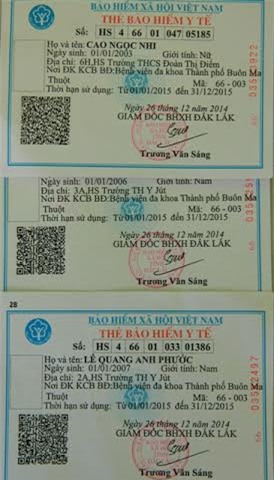 BẢO HIỂM XÃ HỘI VIỆT NAM
THẺ BẢO HIỂM Y TẾ
Số: HS 4 66 01 047 05185
Họ và tên: CAO NGỌC NHI
Ngày sinh: 01/01/2003 Giới tính: Nữ
Địa chỉ: 6H,HS Trường THCS Đoàn Thị Điểm
Nơi ĐK KCB BĐ:Bệnh viện đa khoa Thành phố Buôn Ma
Thuột Mã: 66 - 003
Thời hạn sử dụng: Từ 01/01/2015 đến 31/12/2015
Ngày 26 tháng 12 năm 2014
GIÁM ĐỐC BHXH ĐĂK LĂK
Trương Văn Sáng
Ngày sinh: 01/01/2006 Giới tính: Nam
Địa chỉ: 3A,HS Trường TH Y Jút
Nơi ĐK KCB BĐ:Bệnh viện đa khoa Thành phố Buôn Ma
Thuột Mã: 66 - 003
Thời hạn sử dụng: Từ 01/01/2015 đến 31/12/2015
Ngày 26 tháng 12 năm 2014
GIÁM ĐỐC BHXH ĐĂK LĂK
Trương Văn Sáng
28
BẢO HIỂM XÃ HỘI VIỆT NAM
THẺ BẢO HIỂM Y TẾ
Số: HS 4 66 01 033 01386
Họ và tên: LÊ QUANG ANH PHƯỚC
Ngày sinh: 01/01/2007 Giới tính: Nam
Địa chỉ: 2A,HS Trường TH Y Jút
Nơi ĐK KCB BĐ:Bệnh viện đa khoa Thành phố Buôn Ma
Thuột Mã: 66 - 003
Thời hạn sử dụng: Từ 01/01/2015 đến 31/12/2015
Ngày 26 tháng 12 năm 2014
GIÁM ĐỐC BHXH ĐĂK LĂK
Trương Văn Sáng